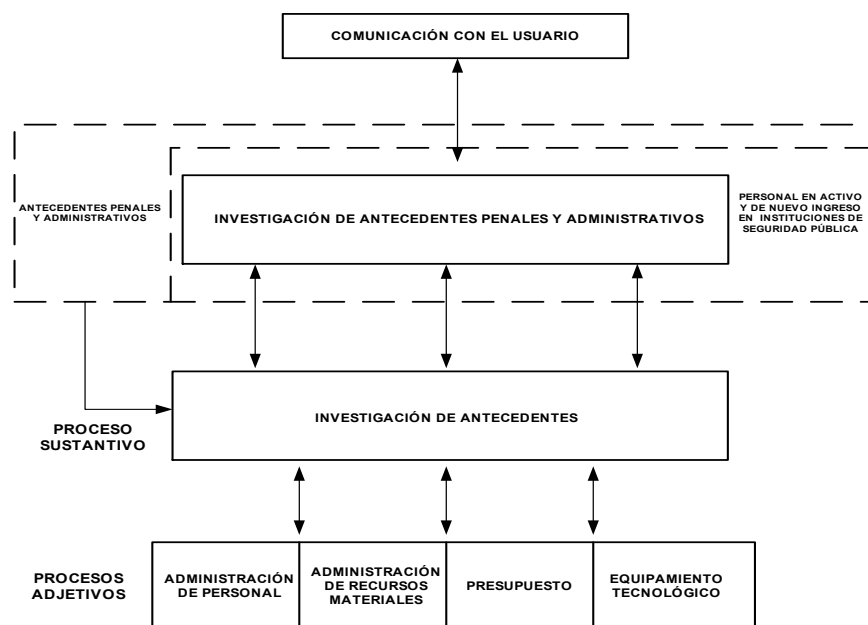 COMUNICACIÓN CON EL USUARIO
ANTECEDENTES PENALES
Y ADMINISTRATIVOS
INVESTIGACIÓN DE ANTECEDENTES PENALES Y ADMINISTRATIVOS
PERSONAL EN ACTIVO
Y DE NUEVO INGRESO
EN INSTITUCIONES DE
SEGURIDAD PÚBLICA
INVESTIGACIÓN DE ANTECEDENTES
PROCESO
SUSTANTIVO
PROCESOS
ADJETIVOS
ADMINISTRACIÓN
DE PERSONAL
ADMINISTRACIÓN
DE RECURSOS
MATERIALES
PRESUPUESTO
EQUIPAMIENTO
TECNOLÓGICO